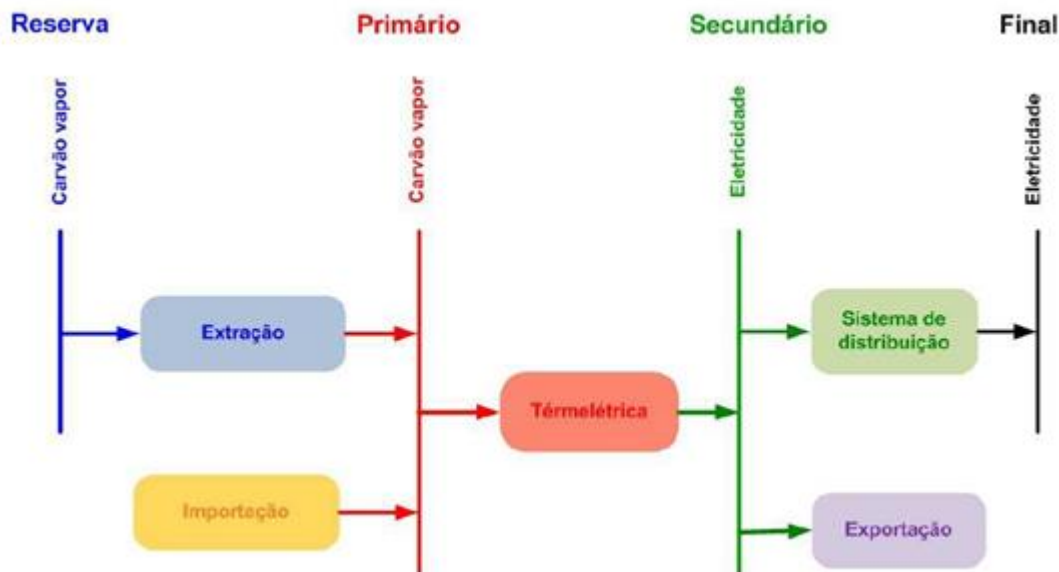 Reserva
Primário
Secundário
Final
Carvão vapor
Carvão vapor
Eletricidade
Eletricidade
Extração
Sistema de
distribuição
Térmelétrica
Importação
Exportação